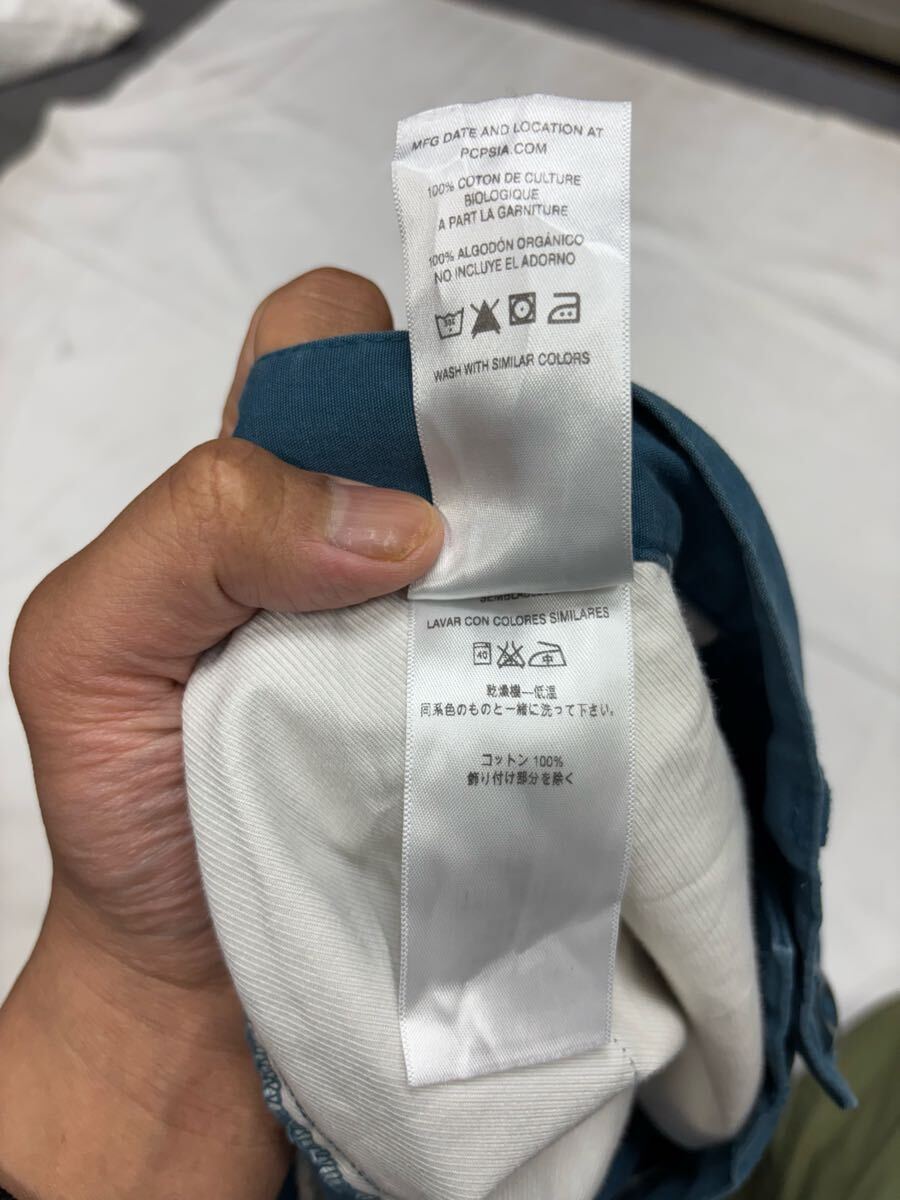 MFG DATE AND LOCATION AT
PCPSIA.COM
100% COTON DE CULTURE
BIOLOGIQUE
A PART LA GARNITURE
100% ALGODÓN ORGÁNICO
NO INCLUYE EL ADORNO
WASH WITH SIMILAR COLORS
LAVAR CON COLORES SIMILARES
40
中
乾燥機—低温
同系色のものと一緒に洗って下さい。
コットン 100%
飾り付け部分を除く